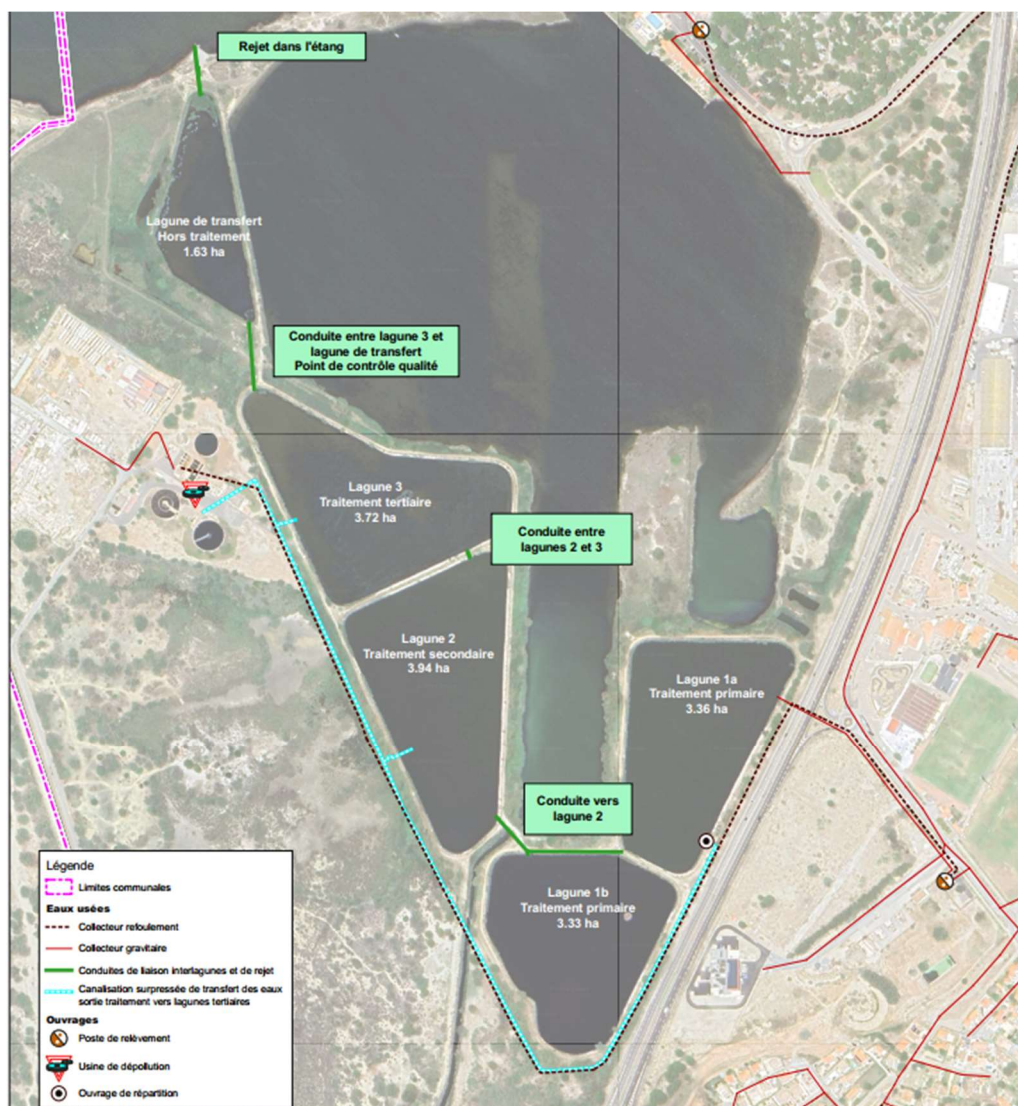 Rejet dans l'étang
Lagune de transfert
Hors traitement
1.63 ha
Conduite entre lagune 3 et
lagune de transfert
Point de contrôle qualité
Lagune 3
Traitement tertiaire
3.72 ha
Conduite entre
lagunes 2 et 3
Lagune 2
Traitement secondaire
3.94 ha
Lagune 1a
Traitement primaire
3.36 ha
Conduite vers
lagune 2
Lagune 1b
Traitement primaire
3.33 ha
Légende
Limites communales
Eaux usées
Collecteur refoulement
Collecteur gravitaire
Conduites de liaison interlagunes et de rejet
Canalisation surpressée de transfert des eaux
sortie traitement vers lagunes tertiaires
Ouvrages
Poste de relèvement
Usine de dépollution
Ouvrage de répartition